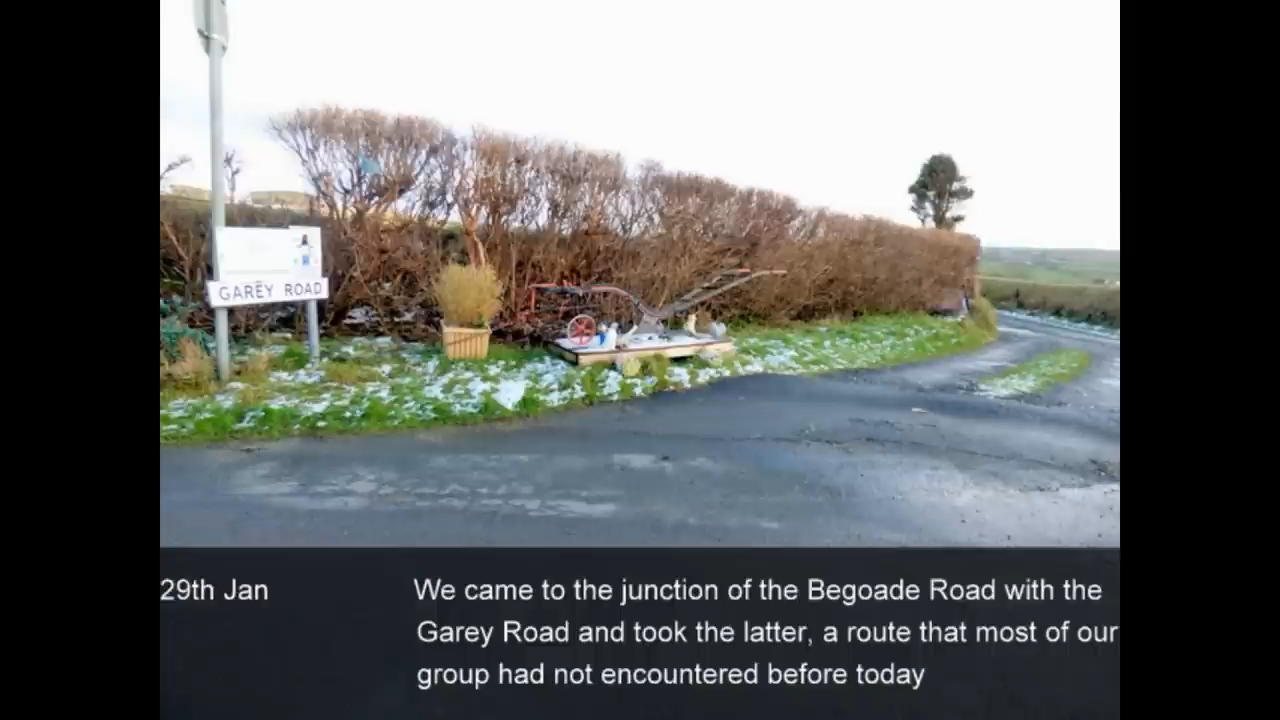 GAREY ROAD
29th Jan
We came to the junction of the Begoade Road with the
Garey Road and took the latter, a route that most of our
group had not encountered before today